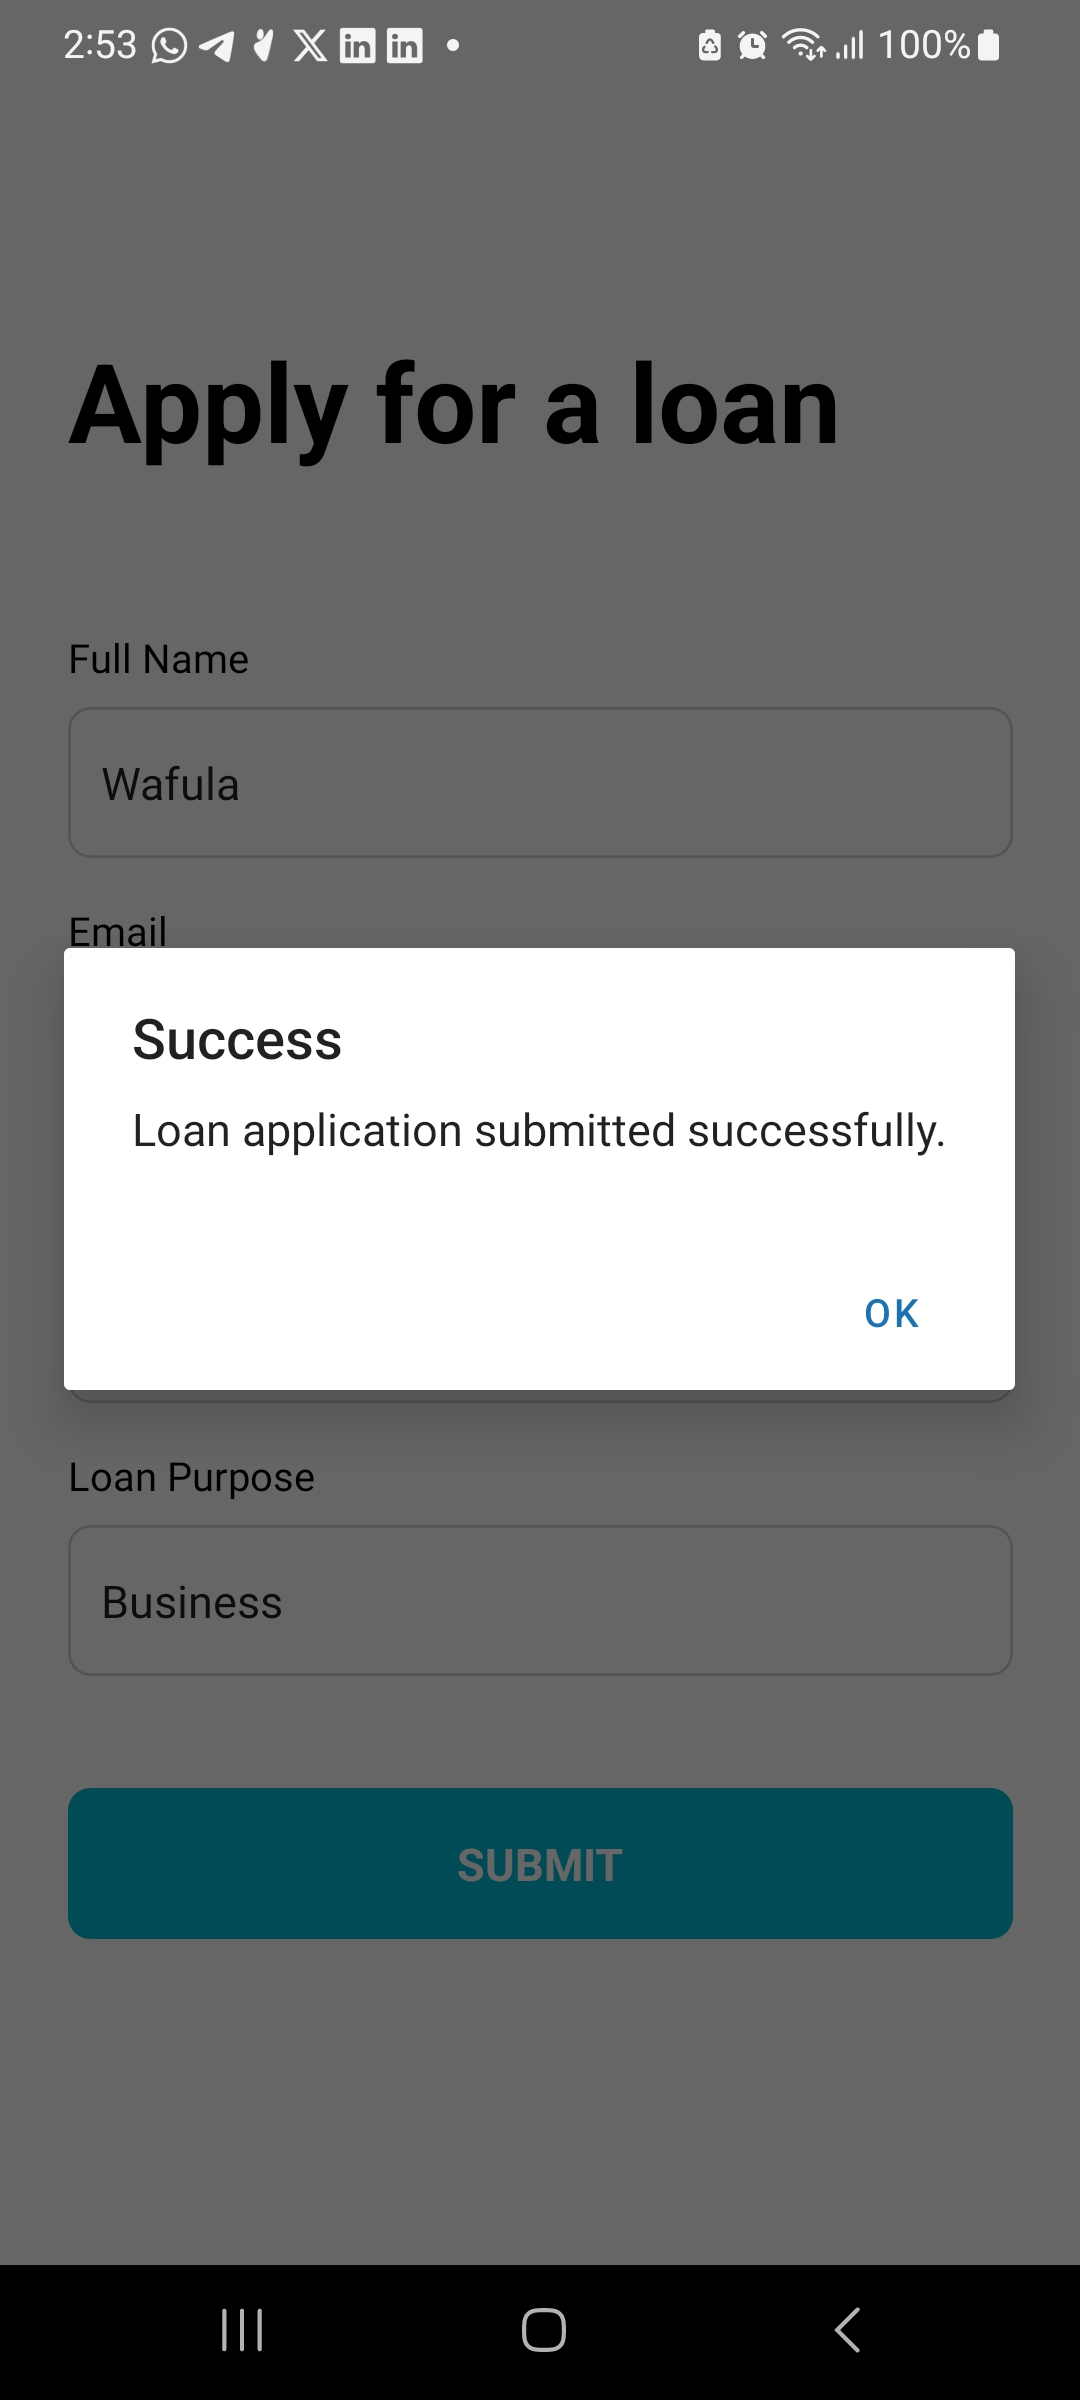 2:53
100%
Apply for a loan
Full Name
Wafula
Email
Success
Loan application submitted successfully.
OK
Loan Purpose
Business
SUBMIT